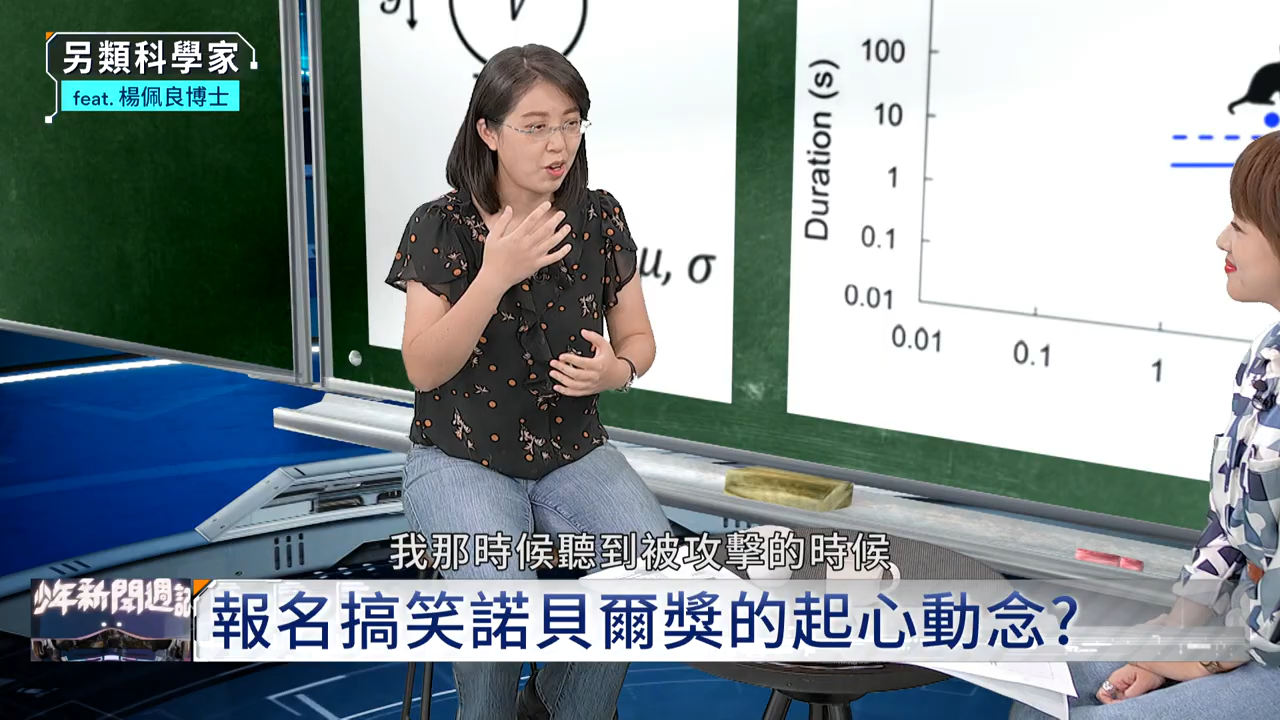 另類科學家
feat. 楊佩良博士
μ, σ
Duration (s)
100
10
1
0.1
0.01
0.01
0.1
1
我那時候聽到被攻擊的時候
少年新聞週記
報名搞笑諾貝爾獎的起心動念?